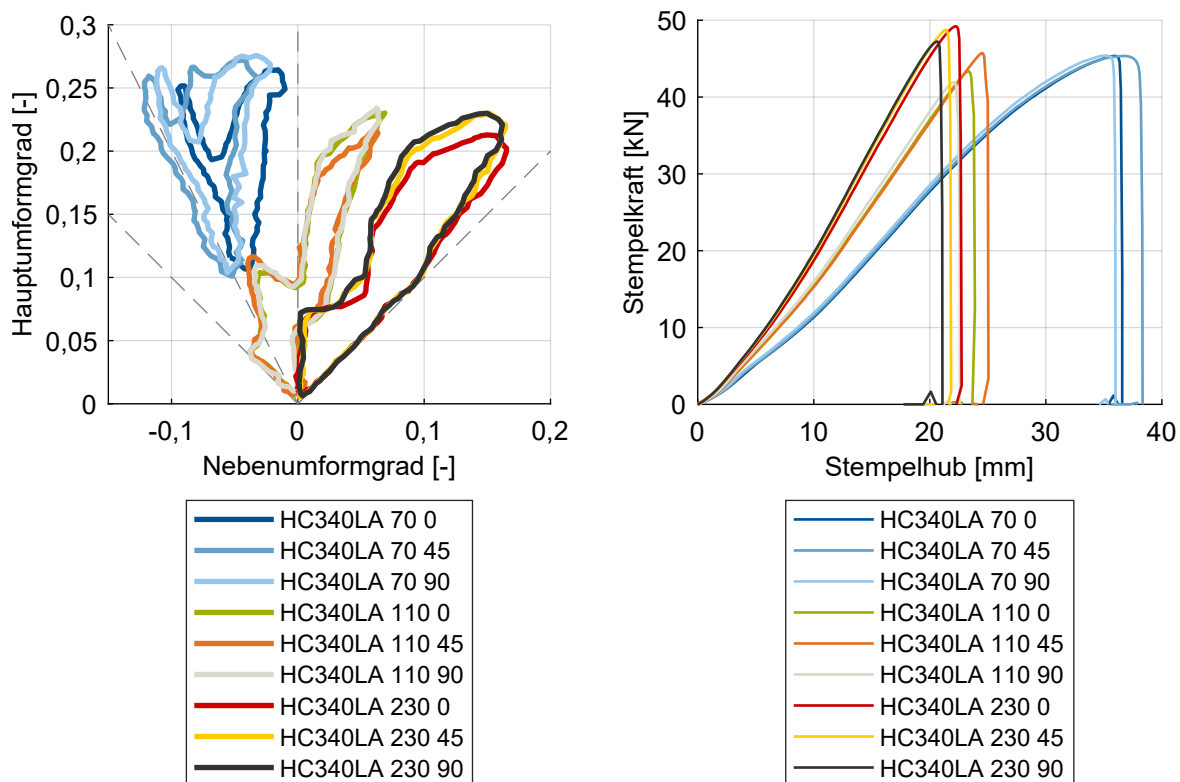 Hauptumformgrad [-]
0,3
0,25
0,2
0,15
0,1
0,05
0
-0,1
0
0,1
0,2
Nebenumformgrad [-]
HC340LA 70 0
HC340LA 70 45
HC340LA 70 90
HC340LA 110 0
HC340LA 110 45
HC340LA 110 90
HC340LA 230 0
HC340LA 230 45
HC340LA 230 90
Stempelkraft [kN]
50
40
30
20
10
0
0
10
20
30
40
Stempelhub [mm]
HC340LA 70 0
HC340LA 70 45
HC340LA 70 90
HC340LA 110 0
HC340LA 110 45
HC340LA 110 90
HC340LA 230 0
HC340LA 230 45
HC340LA 230 90